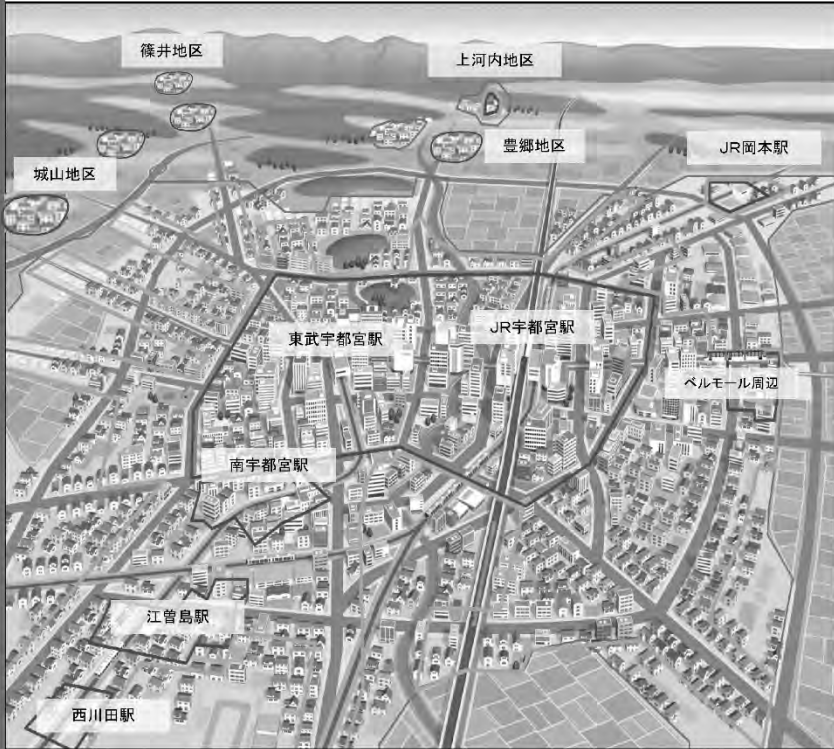 篠井地区
上河内地区
豊郷地区
JR岡本駅
城山地区
東武宇都宮駅
JR宇都宮駅
ベルモール周辺
南宇都宮駅
江曽島駅
西川田駅